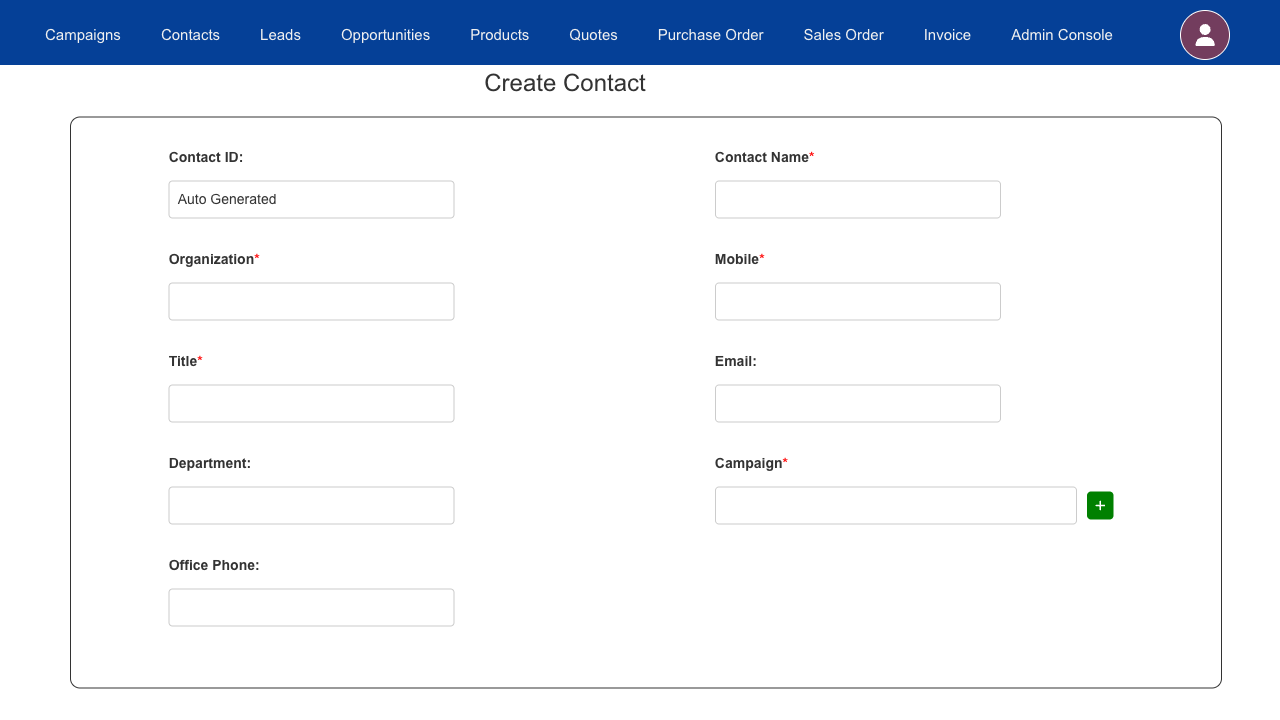 Campaigns Contacts Leads Opportunities Products Quotes Purchase Order Sales Order Invoice Admin Console
Create Contact
Contact ID: Contact Name*
Auto Generated
Organization* Mobile*
Title* Email:
Department: Campaign*
+
Office Phone: